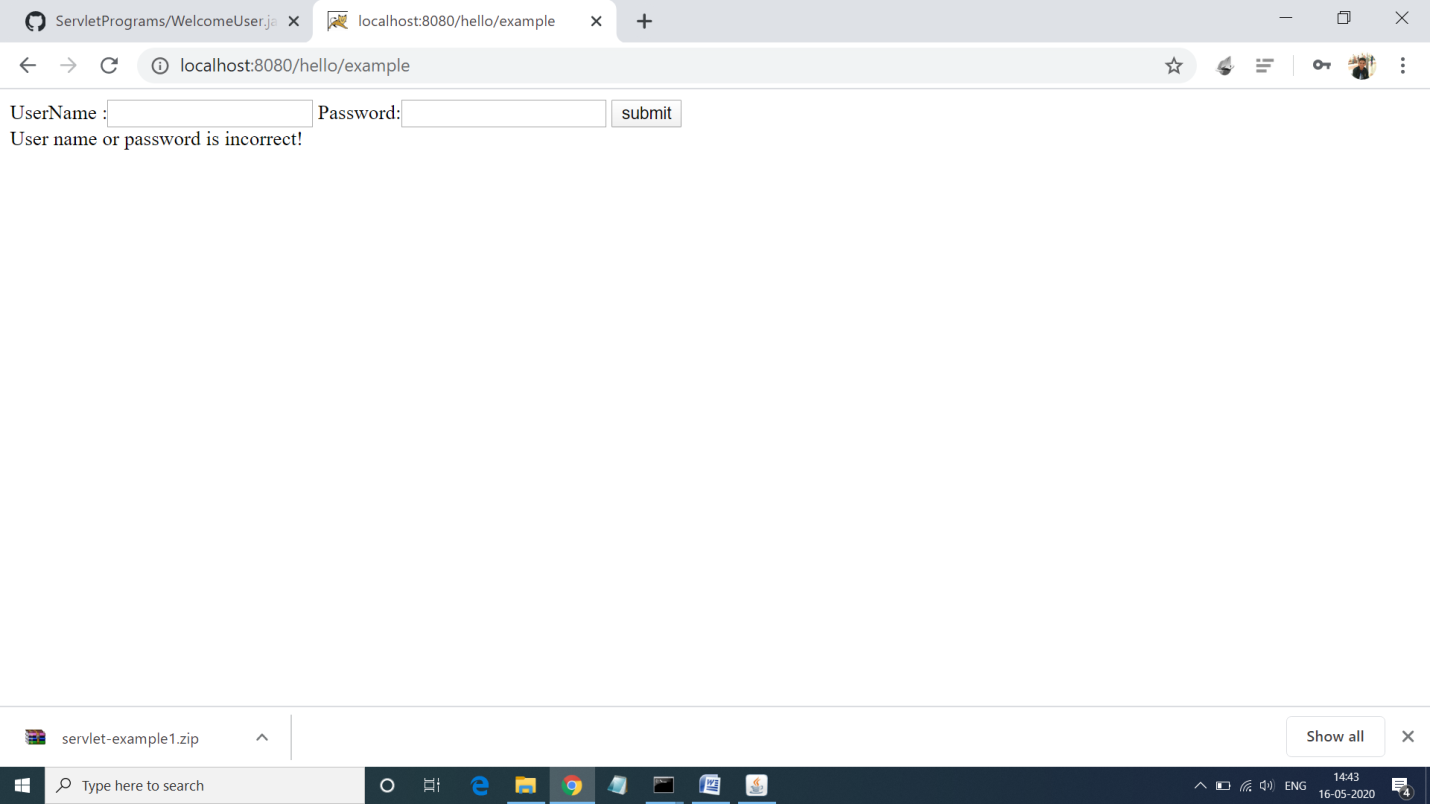 ServletPrograms/WelcomeUser.ja
localhost:8080/hello/example
localhost:8080/hello/example
UserName : Password: submit
User name or password is incorrect!
servlet-example1.zip
Show all
Type here to search
ENG
14:43
16-05-2020
4